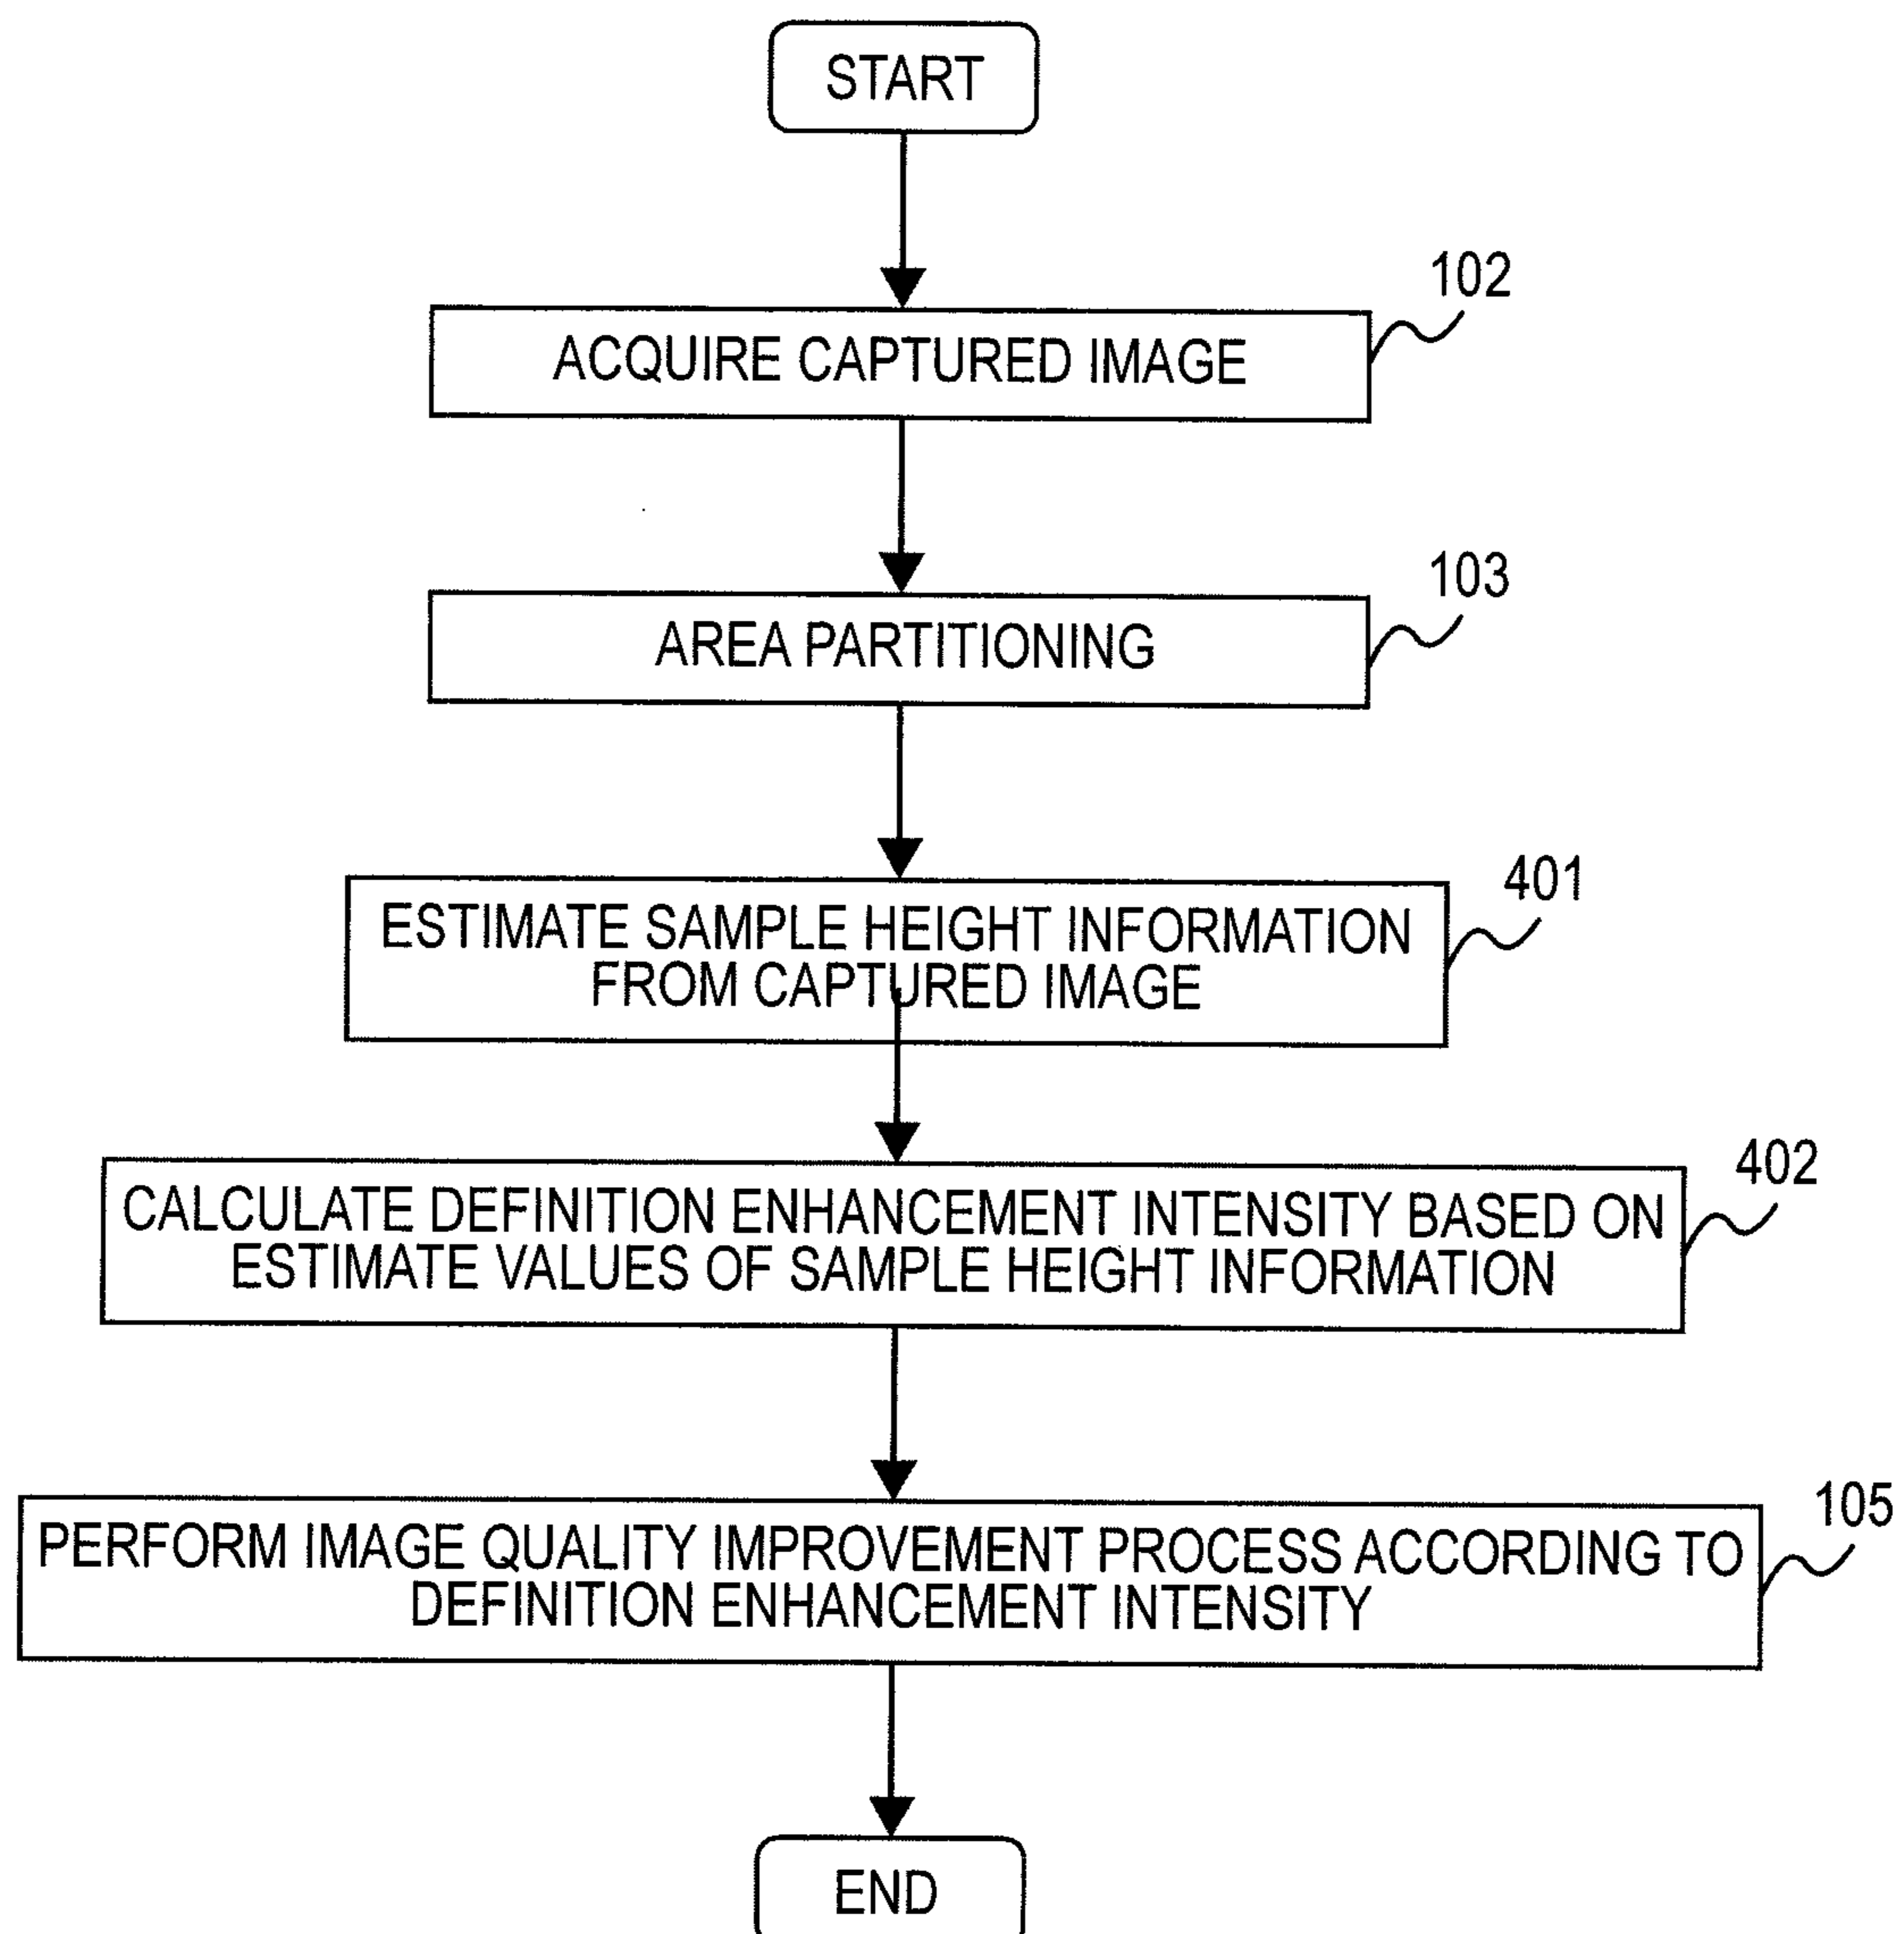 START
102
ACQUIRE CAPTURED IMAGE
103
AREA PARTITIONING
401
ESTIMATE SAMPLE HEIGHT INFORMATION
FROM CAPTURED IMAGE
402
CALCULATE DEFINITION ENHANCEMENT INTENSITY BASED ON
ESTIMATE VALUES OF SAMPLE HEIGHT INFORMATION
105
PERFORM IMAGE QUALITY IMPROVEMENT PROCESS ACCORDING TO
DEFINITION ENHANCEMENT INTENSITY
END